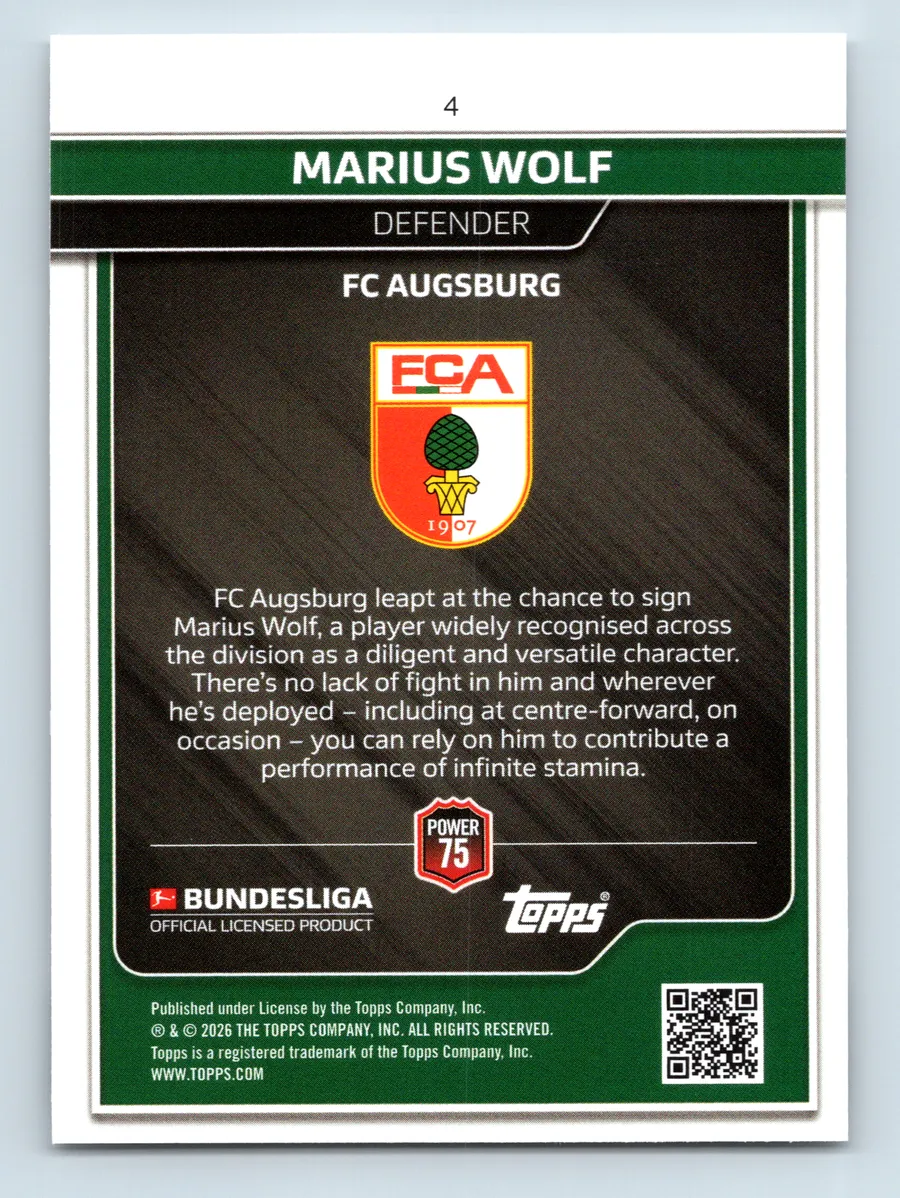 4
MARIUS WOLF
DEFENDER
FC AUGSBURG
FCA
1907
FC Augsburg leapt at the chance to sign
Marius Wolf, a player widely recognised across
the division as a diligent and versatile character.
There's no lack of fight in him and wherever
he's deployed – including at centre-forward, on
occasion – you can rely on him to contribute a
performance of infinite stamina.
POWER
75
BUNDESLIGA
OFFICIAL LICENSED PRODUCT
topps®
Published under License by the Topps Company, Inc.
® & © 2026 THE TOPPS COMPANY, INC. ALL RIGHTS RESERVED.
Topps is a registered trademark of the Topps Company, Inc.
WWW.TOPPS.COM